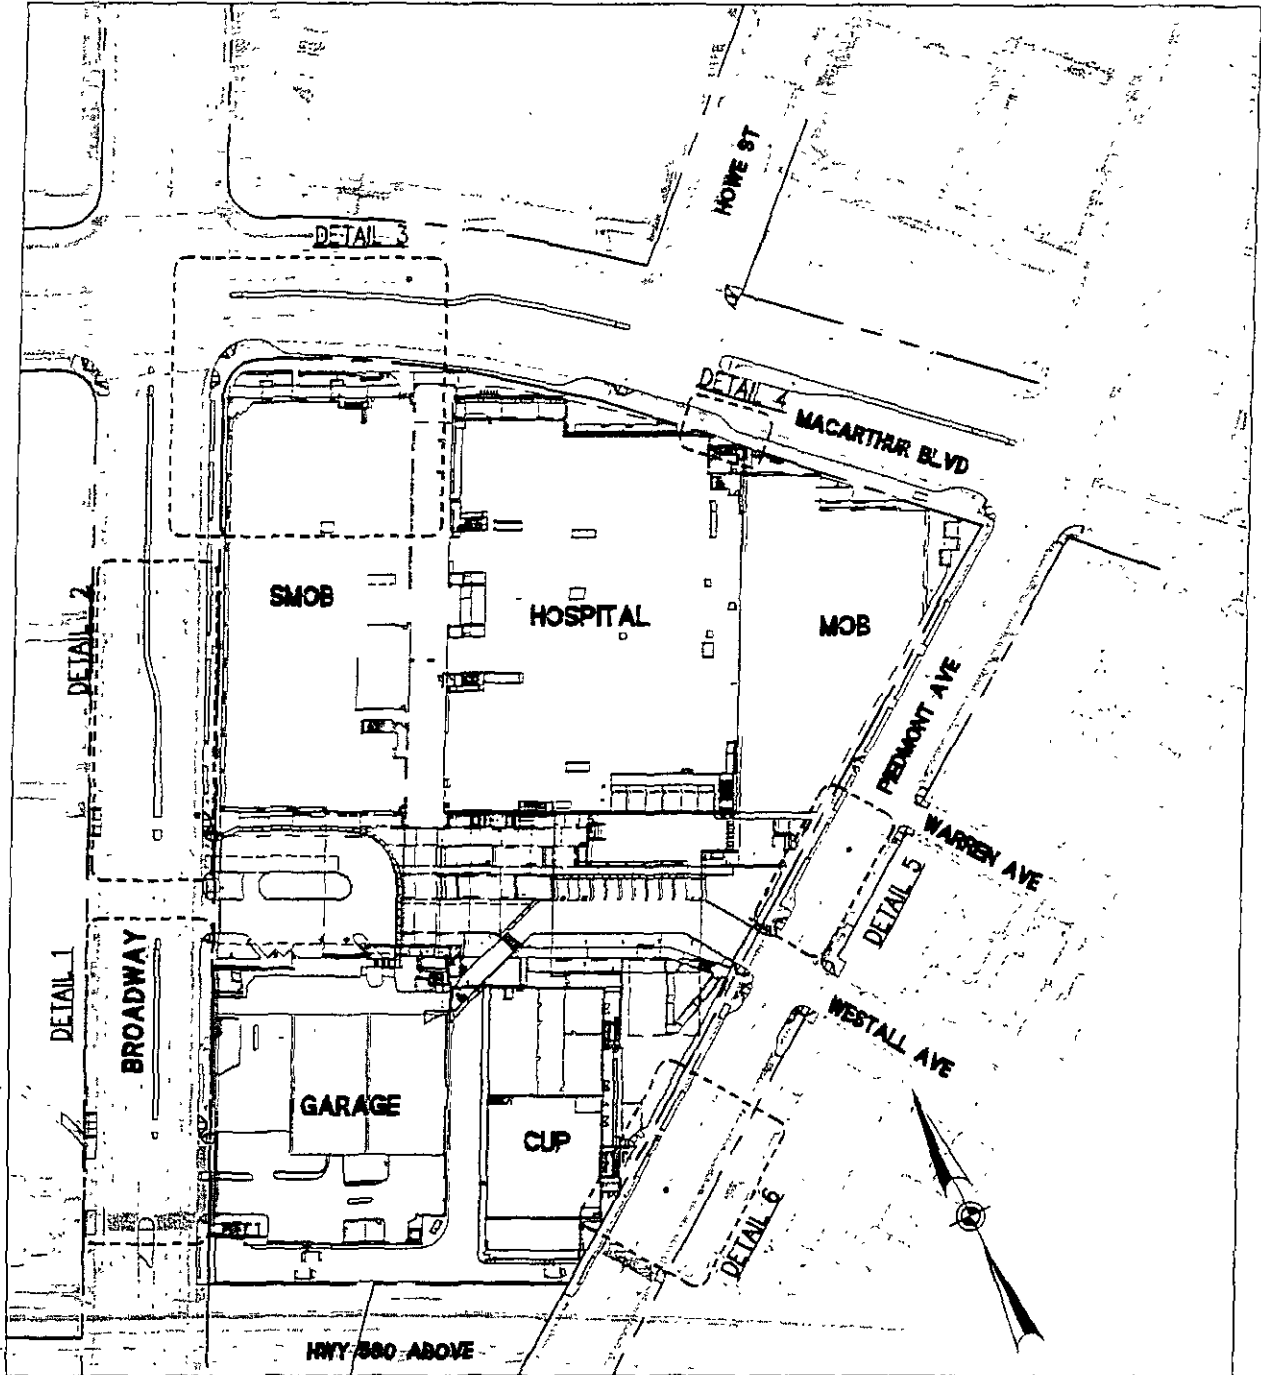 HOWE ST
DETAIL 3
DETAIL 4
MACARTHUR BLVD
SMOB
HOSPITAL
MOB
DETAIL 2
PIEDMONT AVE
WARREN AVE
DETAIL 5
DETAIL 1
BROADWAY
WESTALL AVE
GARAGE
CUP
DETAIL 6
HWY 580 ABOVE